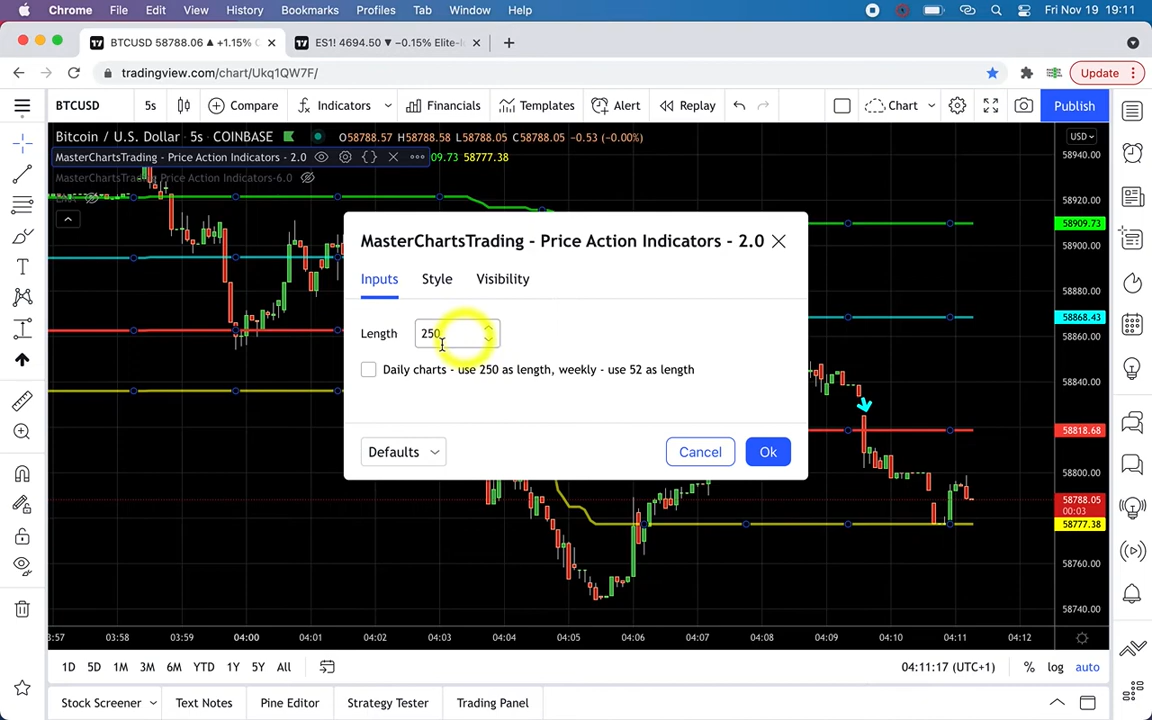 Chrome File Edit View History Bookmarks Profiles Tab Window Help Fri Nov 19 19:11
BTCUSD 58788.06 ▲ +1.15% ES1! 4694.50 ▼ −0.15%
tradingview.com/chart/Ukq1QW7F/ Update
BTCUSD 5s Compare Indicators Financials Templates Alert Replay Chart Publish
Bitcoin / U.S. Dollar · 5s · COINBASE O58788.57 H58788.58 L58788.05 C58788.05 −0.53 (−0.00%) USD
58940.00
MasterChartsTrading - Price Action Indicators - 2.0 09.73 58777.38
Price Action Indicators-6.0
58920.00
58909.73
58900.00
58880.00
58868.43
58860.00
58840.00
58818.68
58800.00
58788.05
00:03
58777.38
58760.00
58740.00
MasterChartsTrading - Price Action Indicators - 2.0
Inputs Style Visibility
Length 250
Daily charts - use 250 as length, weekly - use 52 as length
Defaults Cancel Ok
:57 03:58 03:59 04:00 04:01 04:02 04:03 04:04 04:05 04:06 04:07 04:08 04:09 04:10 04:11 04:12
1D 5D 1M 3M 6M YTD 1Y 5Y All 04:11:17 (UTC+1) % log auto
Stock Screener Text Notes Pine Editor Strategy Tester Trading Panel